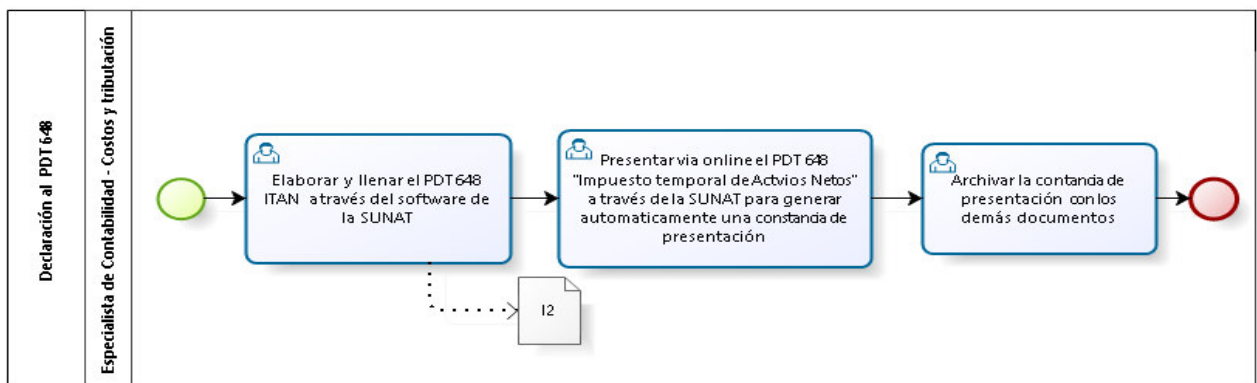 Declaración al PDT 648
Especialista de Contabilidad - Costos y tributación
Elaborar y llenar el PDT 648
ITAN a través del software de
la SUNAT
Presentar via online el PDT 648
"Impuesto temporal de Actvios Netos"
a través de la SUNAT para generar
automaticamente una constancia de
presentación
Archivar la contancia de
presentación con los
demás documentos
I2